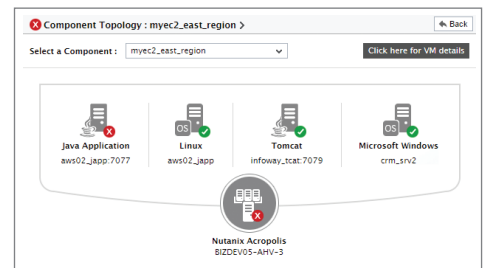 Component Topology : myec2_east_region >
Back
Select a Component :
myec2_east_region
Click here for VM details
OS
OS
Java Application
Linux
Tomcat
Microsoft Windows
aws02_japp:7077
aws02_japp
infoway_tcat:7079
crm_srv2
Nutanix Acropolis
BIZDEV05-AHV-3